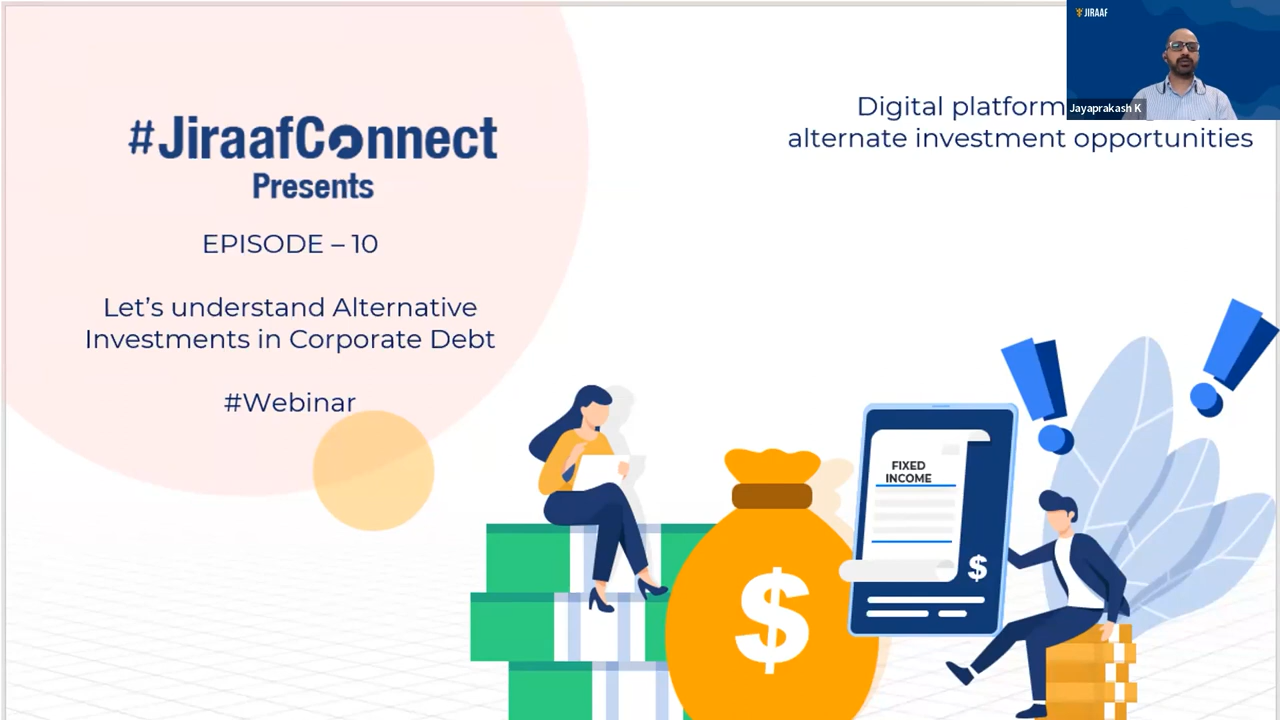 #JiraafConnect
Presents
EPISODE – 10
Let's understand Alternative
Investments in Corporate Debt
#Webinar
Digital platform
alternate investment opportunities
JIRAAF
Jayaprakash K
FIXED
INCOME
$
$